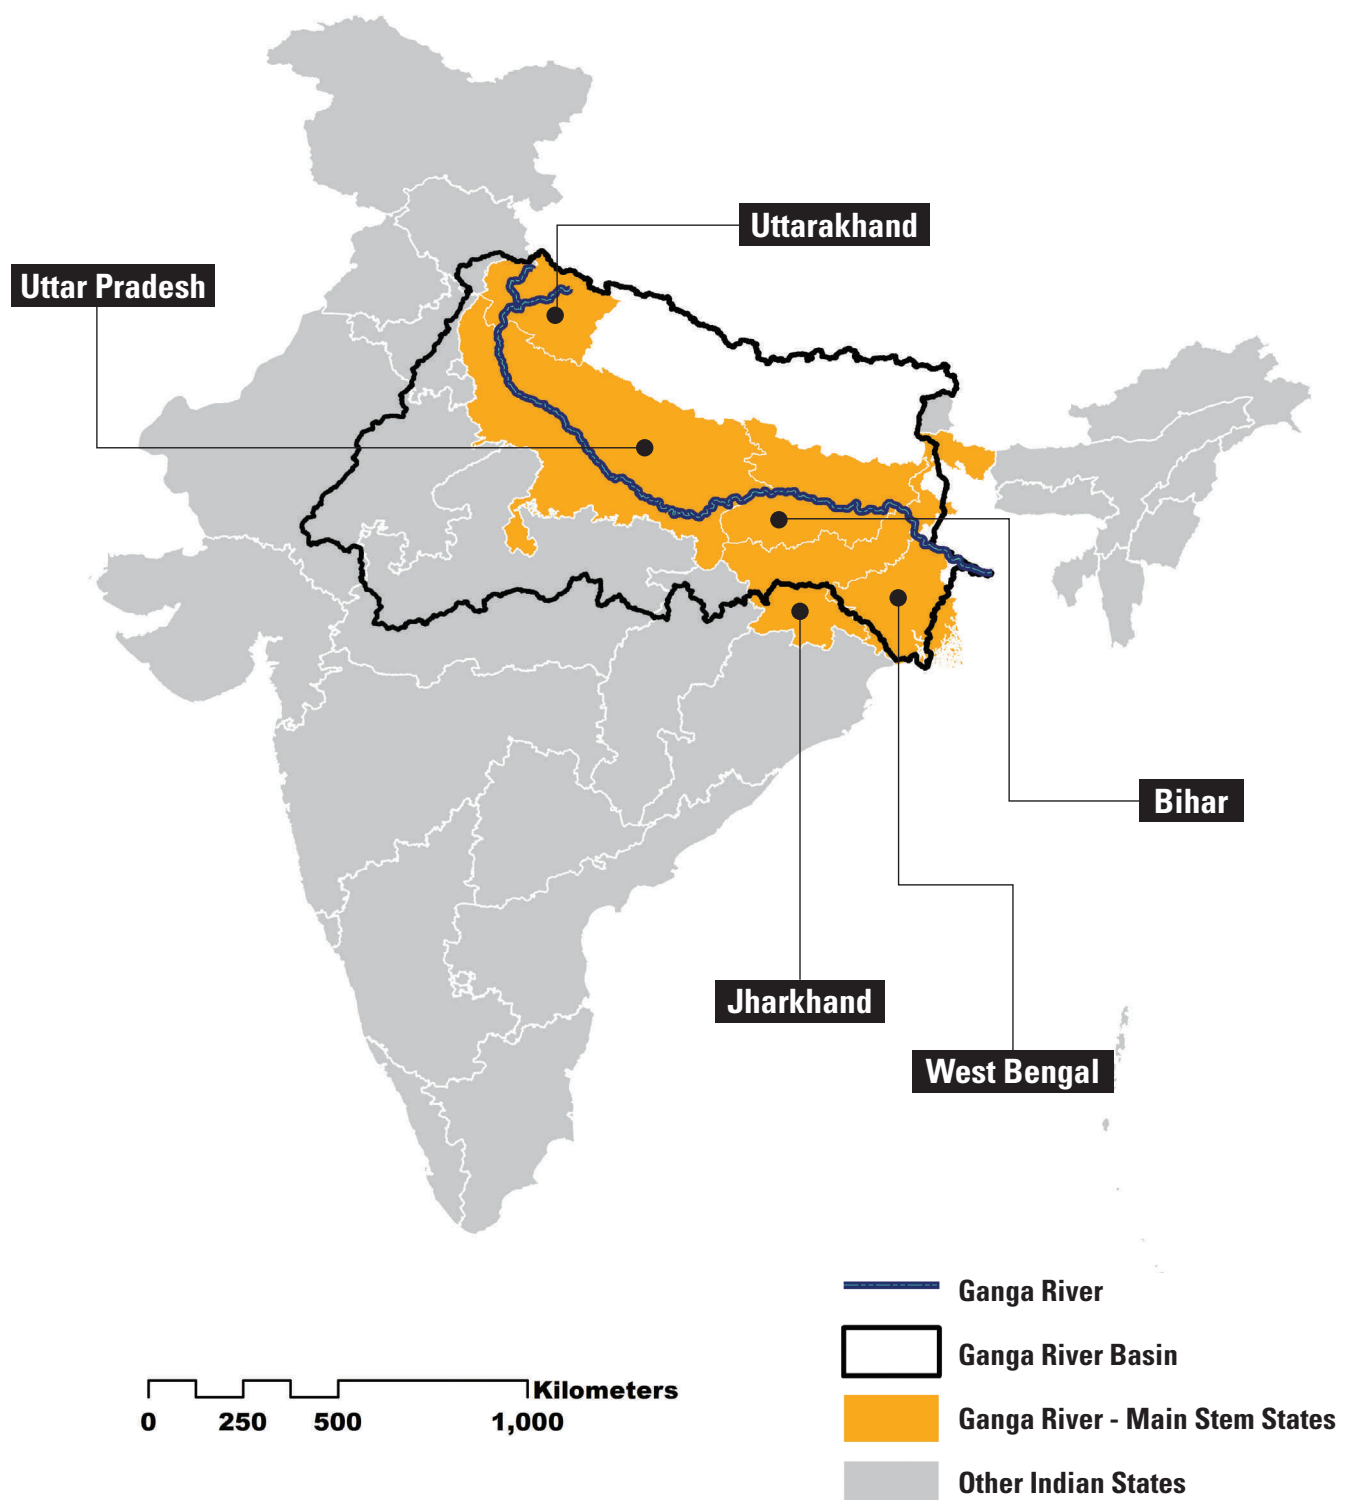 Uttarakhand
Uttar Pradesh
Bihar
Jharkhand
West Bengal
Ganga River
Ganga River Basin
Ganga River - Main Stem States
Other Indian States
Kilometers
0 250 500 1,000